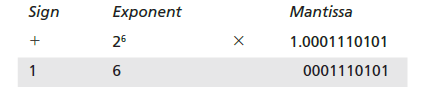 Sign Exponent Mantissa
+ 2⁶ × 1.0001110101
1 6 0001110101